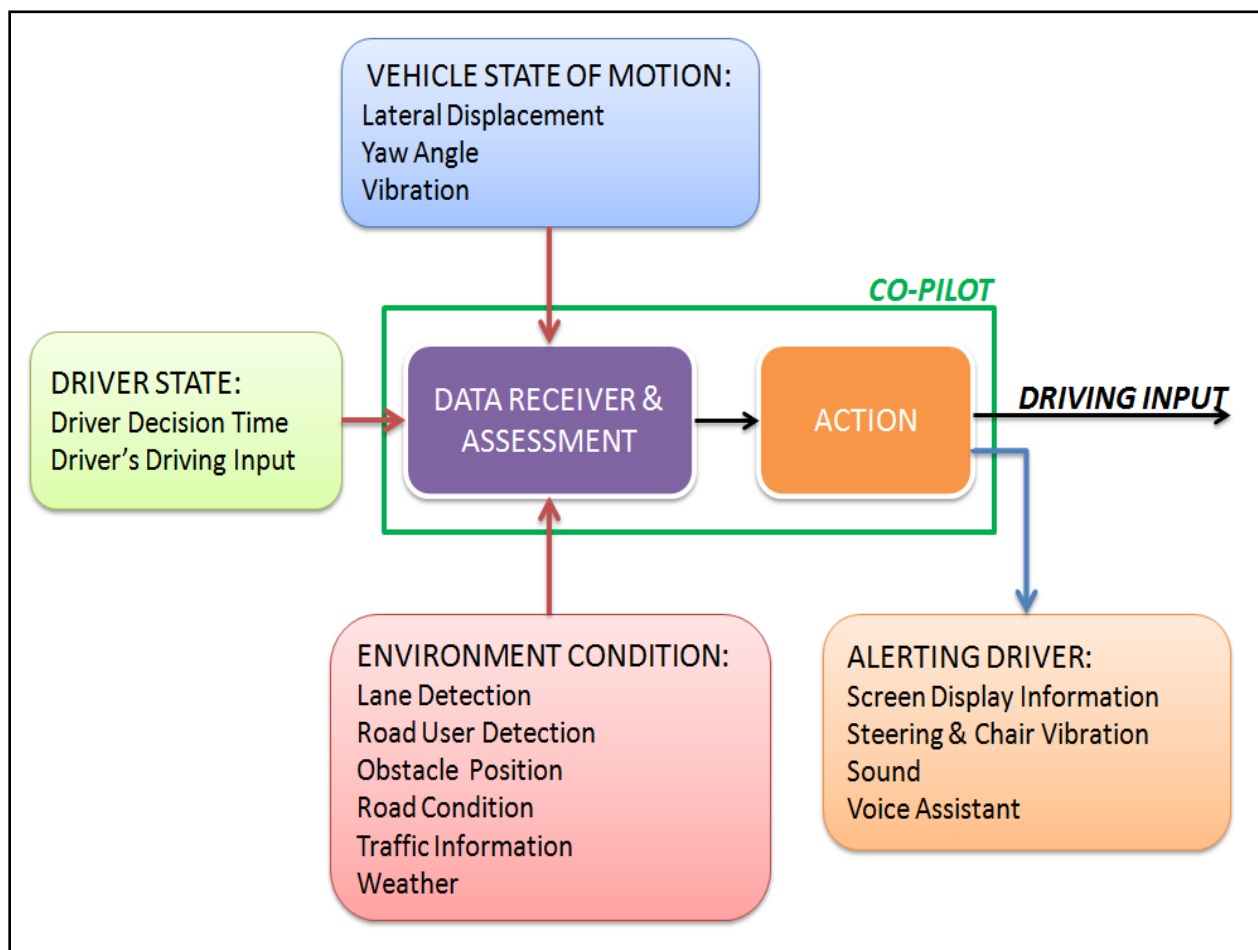 VEHICLE STATE OF MOTION:
Lateral Displacement
Yaw Angle
Vibration
CO-PILOT
DRIVER STATE:
Driver Decision Time
Driver’s Driving Input
DATA RECEIVER &
ASSESSMENT
ACTION
DRIVING INPUT
ENVIRONMENT CONDITION:
Lane Detection
Road User Detection
Obstacle Position
Road Condition
Traffic Information
Weather
ALERTING DRIVER:
Screen Display Information
Steering & Chair Vibration
Sound
Voice Assistant